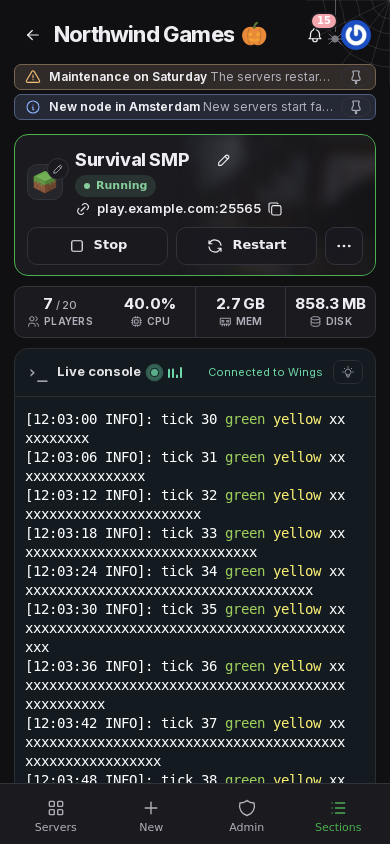 Northwind Games 🎃
15
Maintenance on Saturday The servers restar...
New node in Amsterdam New servers start fa...
Survival SMP
Running
play.example.com:25565
Stop
Restart
7 / 20
PLAYERS
40.0%
CPU
2.7 GB
MEM
858.3 MB
DISK
Live console
Connected to Wings
[12:03:00 INFO]: tick 30 green yellow xx
xxxxxxxx
[12:03:06 INFO]: tick 31 green yellow xx
xxxxxxxxxxxxxxx
[12:03:12 INFO]: tick 32 green yellow xx
xxxxxxxxxxxxxxxxxxxxxx
[12:03:18 INFO]: tick 33 green yellow xx
xxxxxxxxxxxxxxxxxxxxxxxxxxxxx
[12:03:24 INFO]: tick 34 green yellow xx
xxxxxxxxxxxxxxxxxxxxxxxxxxxxxxxxxxxx
[12:03:30 INFO]: tick 35 green yellow xx
xxxxxxxxxxxxxxxxxxxxxxxxxxxxxxxxxxxxxxxx
xxx
[12:03:36 INFO]: tick 36 green yellow xx
xxxxxxxxxxxxxxxxxxxxxxxxxxxxxxxxxxxxxxxx
xxxxxxxxxx
[12:03:42 INFO]: tick 37 green yellow xx
xxxxxxxxxxxxxxxxxxxxxxxxxxxxxxxxxxxxxxxx
xxxxxxxxxxxxxxxxx
[12:03:48 INFO]: tick 38 green yellow xx
Servers
New
Admin
Sections